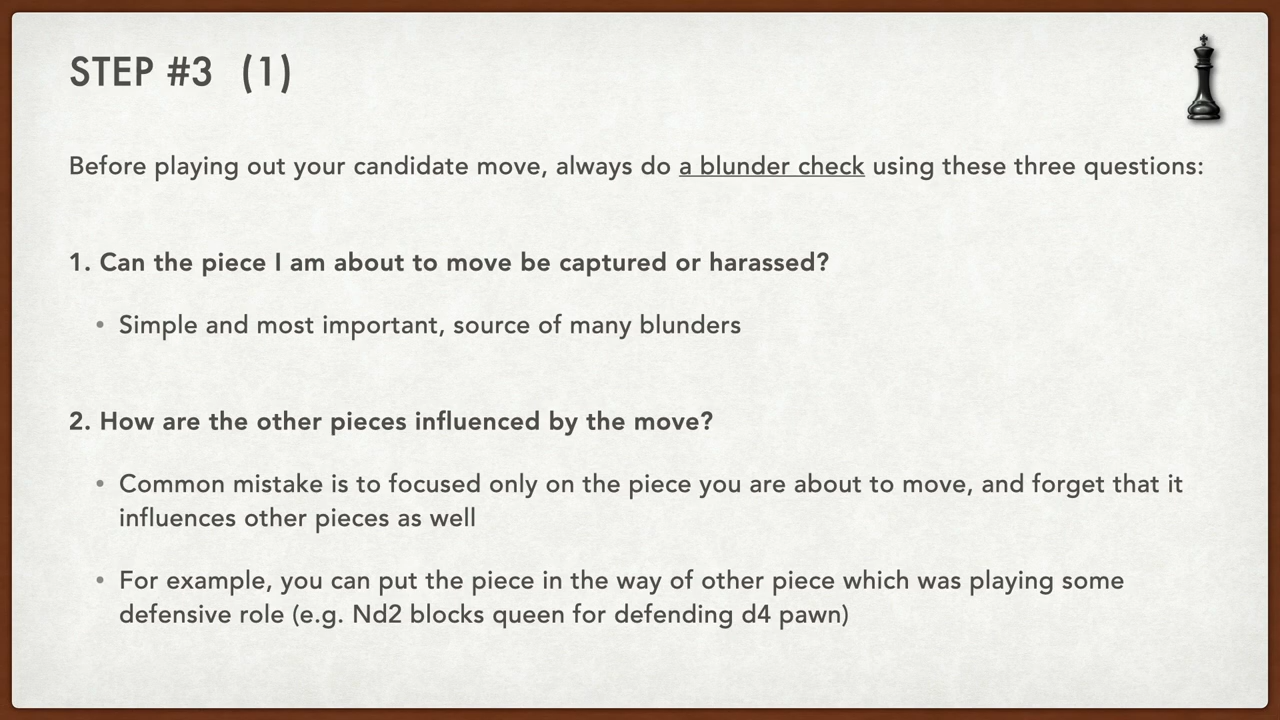 STEP #3 (1)
Before playing out your candidate move, always do a blunder check using these three questions:
1. Can the piece I am about to move be captured or harassed?
• Simple and most important, source of many blunders
2. How are the other pieces influenced by the move?
• Common mistake is to focused only on the piece you are about to move, and forget that it
influences other pieces as well
• For example, you can put the piece in the way of other piece which was playing some
defensive role (e.g. Nd2 blocks queen for defending d4 pawn)